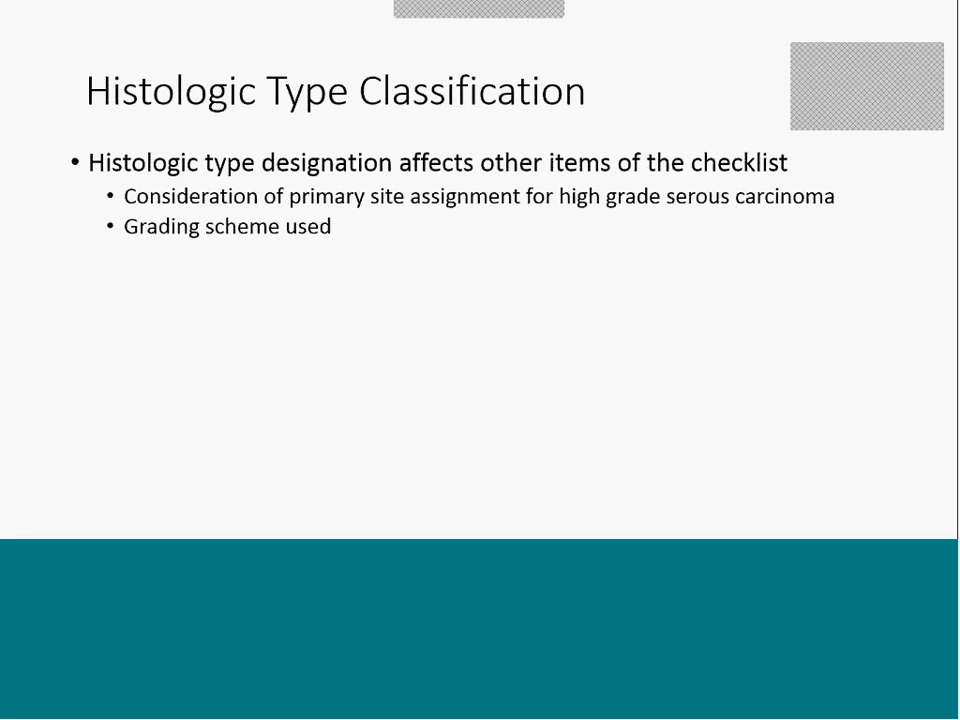 Histologic Type Classification
• Histologic type designation affects other items of the checklist
• Consideration of primary site assignment for high grade serous carcinoma
• Grading scheme used